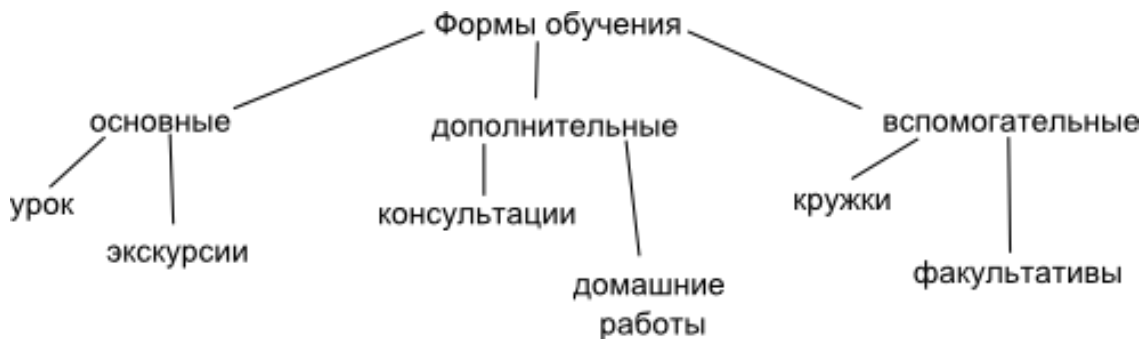 Формы обучения
основные
дополнительные
вспомогательные
урок
экскурсии
консультации
домашние
работы
кружки
факультативы